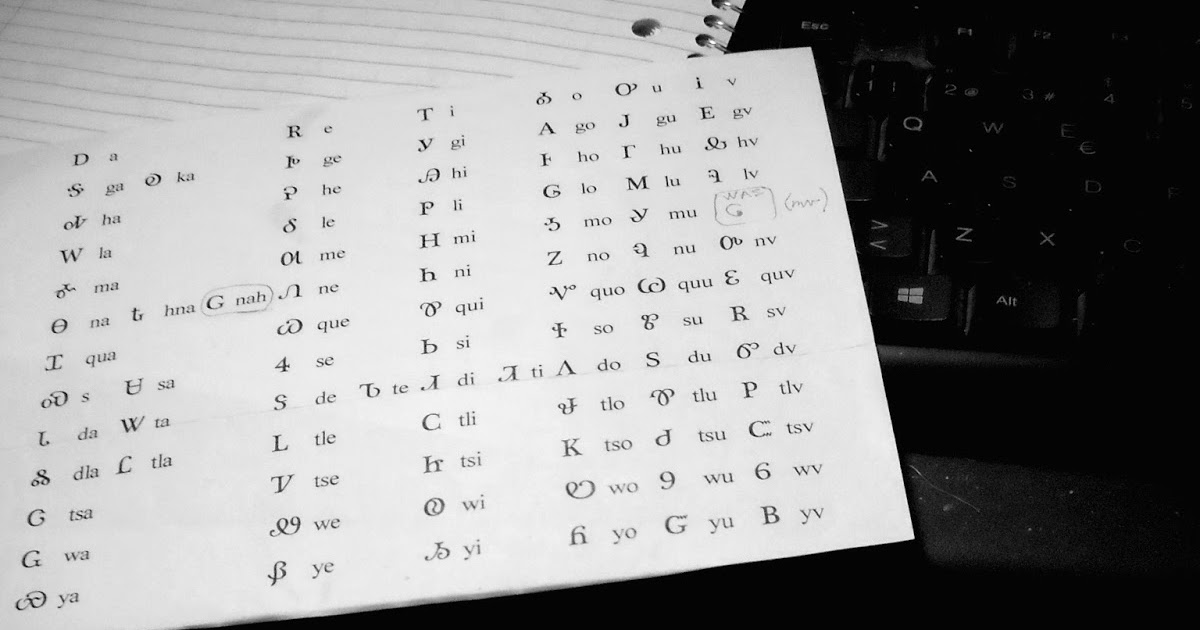 Ꭰ a Ꭱ e Ꭲ i Ꭳ o Ꭴ u Ꭵ v
Ꭶ ga Ꭷ ka Ꭸ ge Ꭹ gi Ꭺ go Ꭻ gu Ꭼ gv
Ꭽ ha Ꭾ he Ꭿ hi Ꮀ ho Ꮁ hu Ꮂ hv
Ꮃ la Ꮄ le Ꮅ li Ꮆ lo Ꮇ lu Ꮈ lv
Ꮉ ma Ꮊ me Ꮋ mi Ꮌ mo Ꮍ mu WAS Ꮐ (mv)
Ꮎ na Ꮏ hna Ꮐ nah Ꮑ ne Ꮒ ni Ꮓ no Ꮔ nu Ꮕ nv
Ꮖ qua Ꮗ que Ꮘ qui Ꮙ quo Ꮚ quu Ꮛ quv
Ꮝ s Ꮜ sa Ꮞ se Ꮟ si Ꮠ so Ꮡ su Ꮢ sv
Ꮣ da Ꮤ ta Ꮥ de Ꮦ te Ꮧ di Ꮨ ti Ꮩ do Ꮪ du Ꮫ dv
Ꮬ dla Ꮭ tla Ꮮ tle Ꮯ tli Ꮰ tlo Ꮱ tlu Ꮲ tlv
Ꮳ tsa Ꮴ tse Ꮵ tsi Ꮶ tso Ꮷ tsu Ꮸ tsv
Ꮹ wa Ꮺ we Ꮻ wi Ꮼ wo Ꮽ wu Ꮾ wv
Ꮿ ya Ᏸ ye Ᏹ yi Ᏺ yo Ᏻ yu Ᏼ yv
Esc F1 F2
1 ! 2 @ 3 # 4
Q W E €
A S D
> < Z X C
Alt